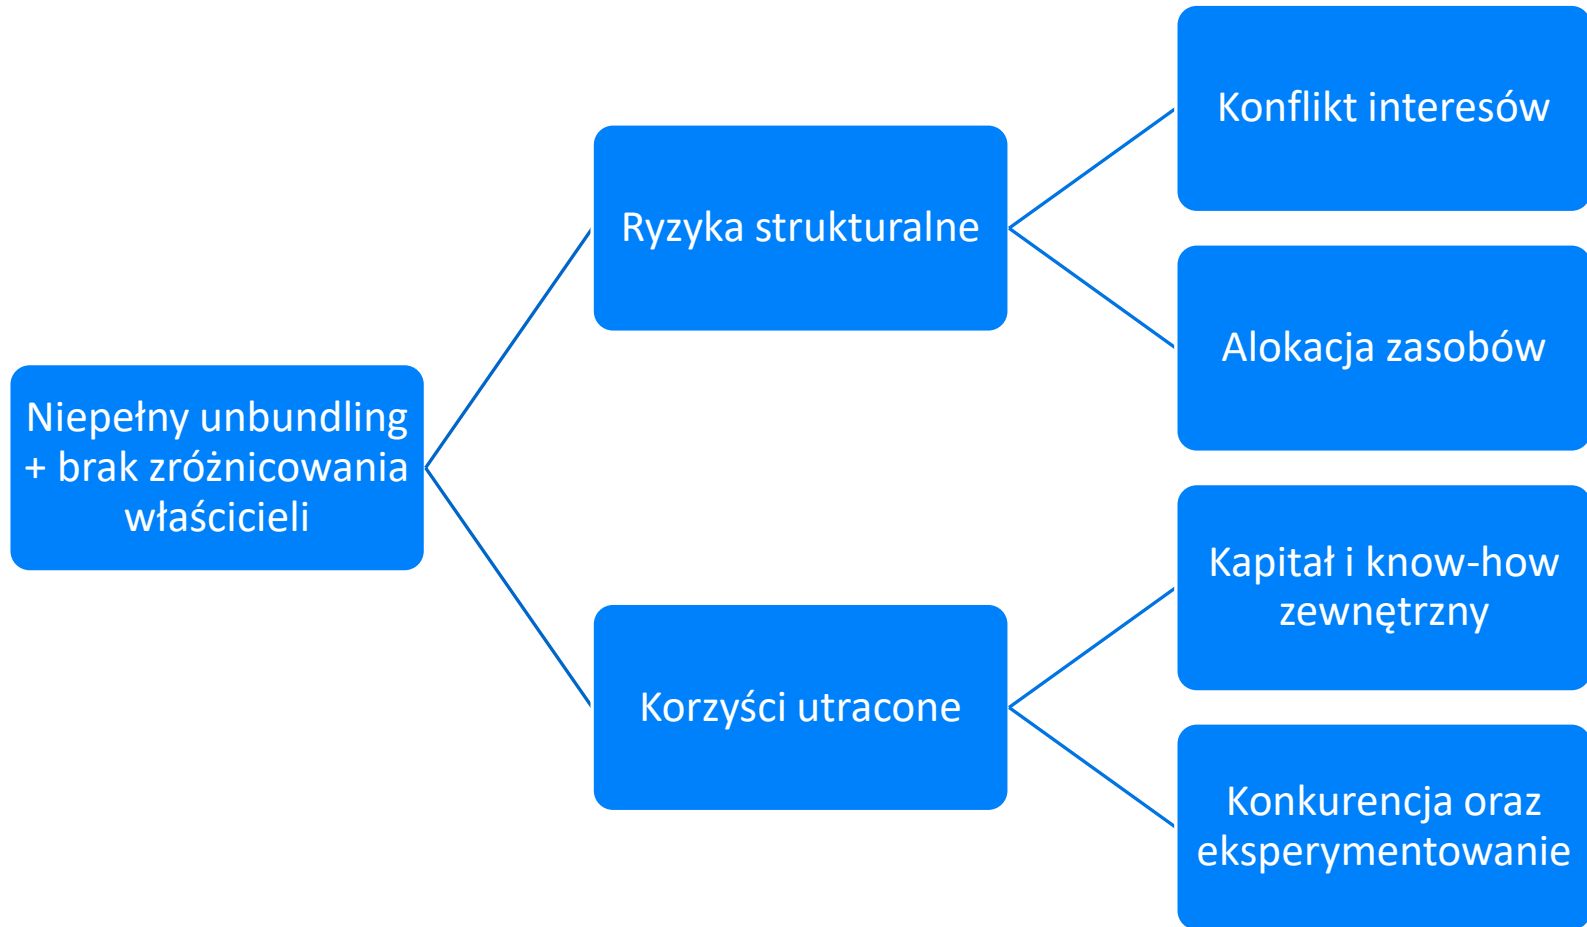 Niepełny unbundling
+ brak zróżnicowania
właścicieli
Ryzyka strukturalne
Konflikt interesów
Alokacja zasobów
Korzyści utracone
Kapitał i know-how
zewnętrzny
Konkurencja oraz
eksperymentowanie